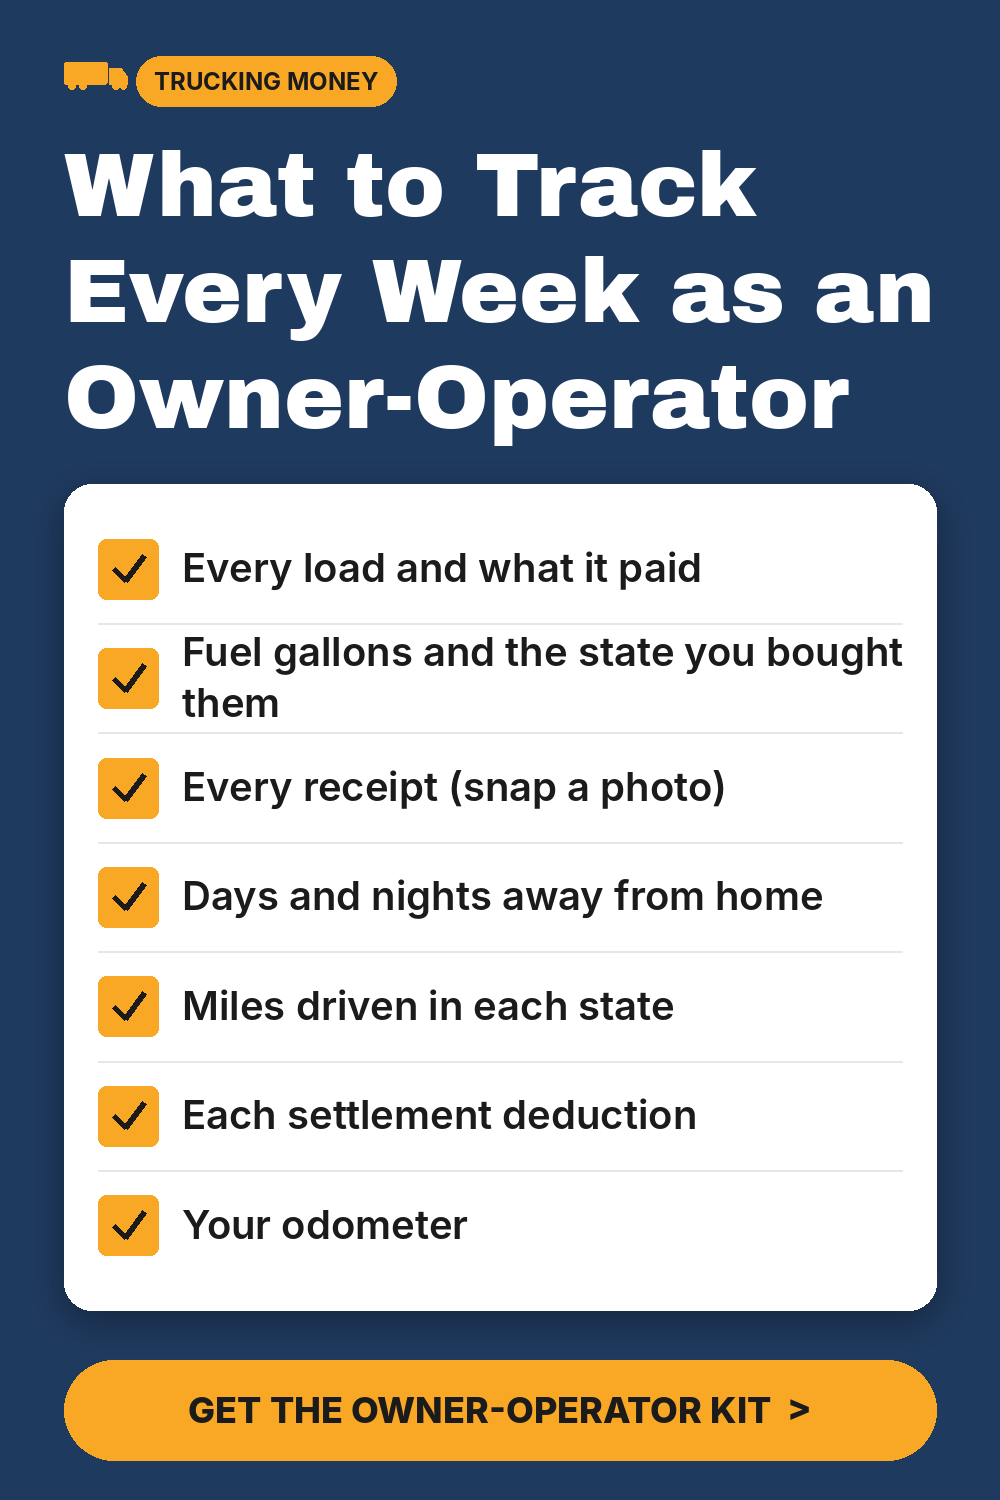 TRUCKING MONEY
What to Track
Every Week as an
Owner-Operator
Every load and what it paid
Fuel gallons and the state you bought
them
Every receipt (snap a photo)
Days and nights away from home
Miles driven in each state
Each settlement deduction
Your odometer
GET THE OWNER-OPERATOR KIT >